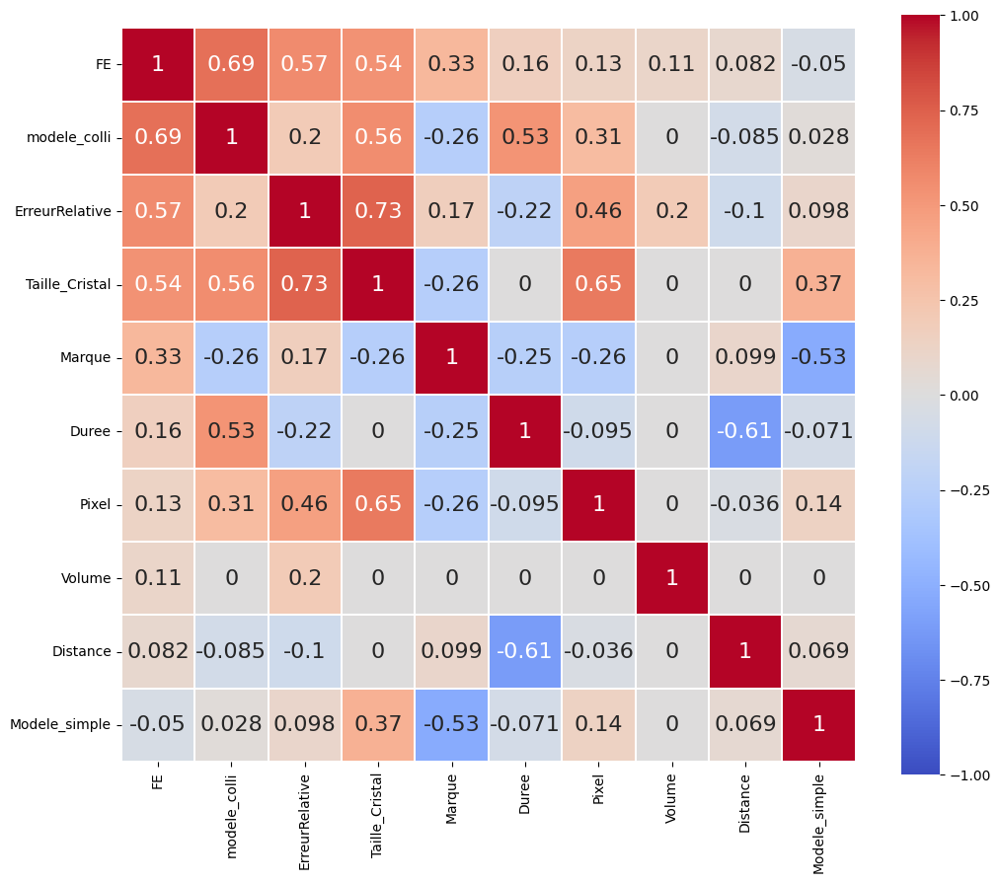 FE 1 0.69 0.57 0.54 0.33 0.16 0.13 0.11 0.082 -0.05
modele_colli 0.69 1 0.2 0.56 -0.26 0.53 0.31 0 -0.085 0.028
ErreurRelative 0.57 0.2 1 0.73 0.17 -0.22 0.46 0.2 -0.1 0.098
Taille_Cristal 0.54 0.56 0.73 1 -0.26 0 0.65 0 0 0.37
Marque 0.33 -0.26 0.17 -0.26 1 -0.25 -0.26 0 0.099 -0.53
Duree 0.16 0.53 -0.22 0 -0.25 1 -0.095 0 -0.61 -0.071
Pixel 0.13 0.31 0.46 0.65 -0.26 -0.095 1 0 -0.036 0.14
Volume 0.11 0 0.2 0 0 0 0 1 0 0
Distance 0.082 -0.085 -0.1 0 0.099 -0.61 -0.036 0 1 0.069
Modele_simple -0.05 0.028 0.098 0.37 -0.53 -0.071 0.14 0 0.069 1
FE modele_colli ErreurRelative Taille_Cristal Marque Duree Pixel Volume Distance Modele_simple
1.00
0.75
0.50
0.25
0.00
−0.25
−0.50
−0.75
−1.00